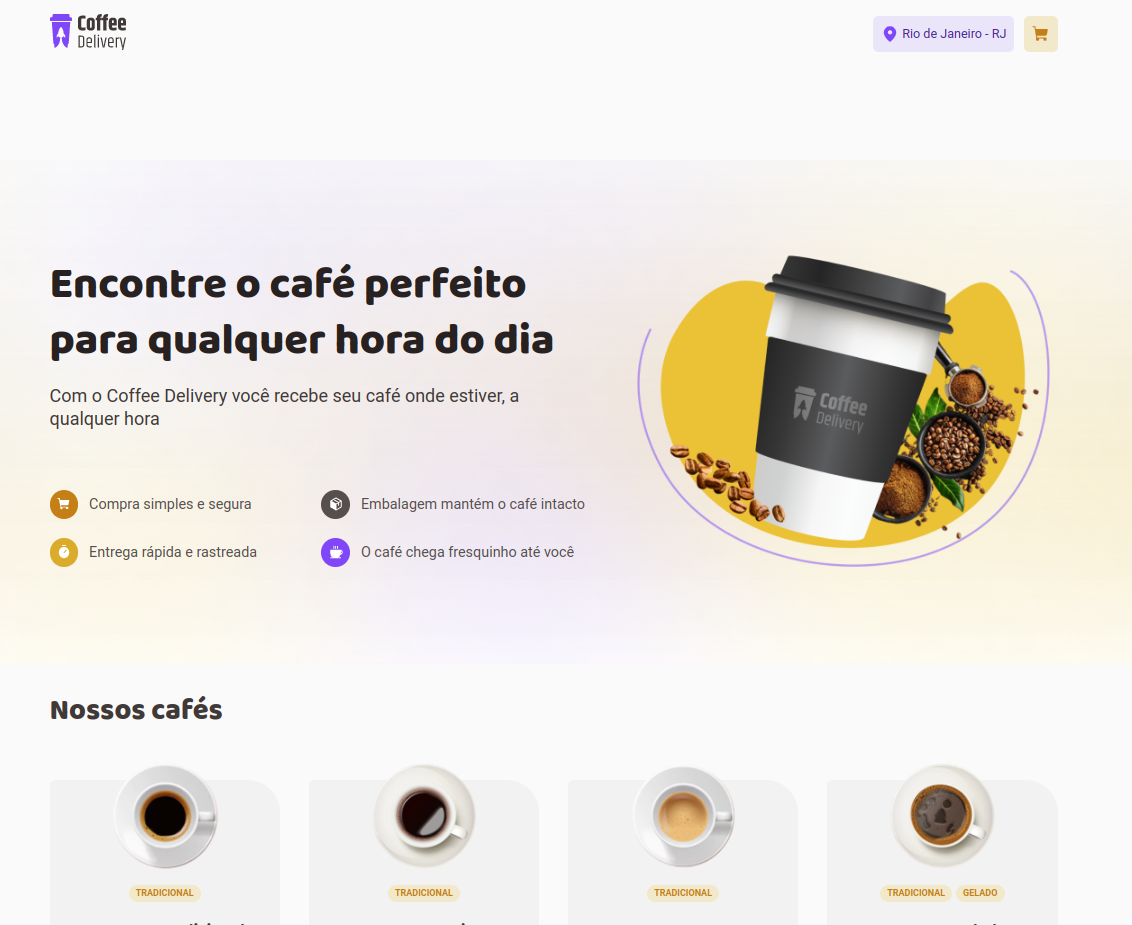 Coffee
Delivery
Rio de Janeiro - RJ
Encontre o café perfeito
para qualquer hora do dia
Com o Coffee Delivery você recebe seu café onde estiver, a
qualquer hora
Coffee
Delivery
Compra simples e segura
Embalagem mantém o café intacto
Entrega rápida e rastreada
O café chega fresquinho até você
Nossos cafés
TRADICIONAL
TRADICIONAL
TRADICIONAL
TRADICIONAL GELADO